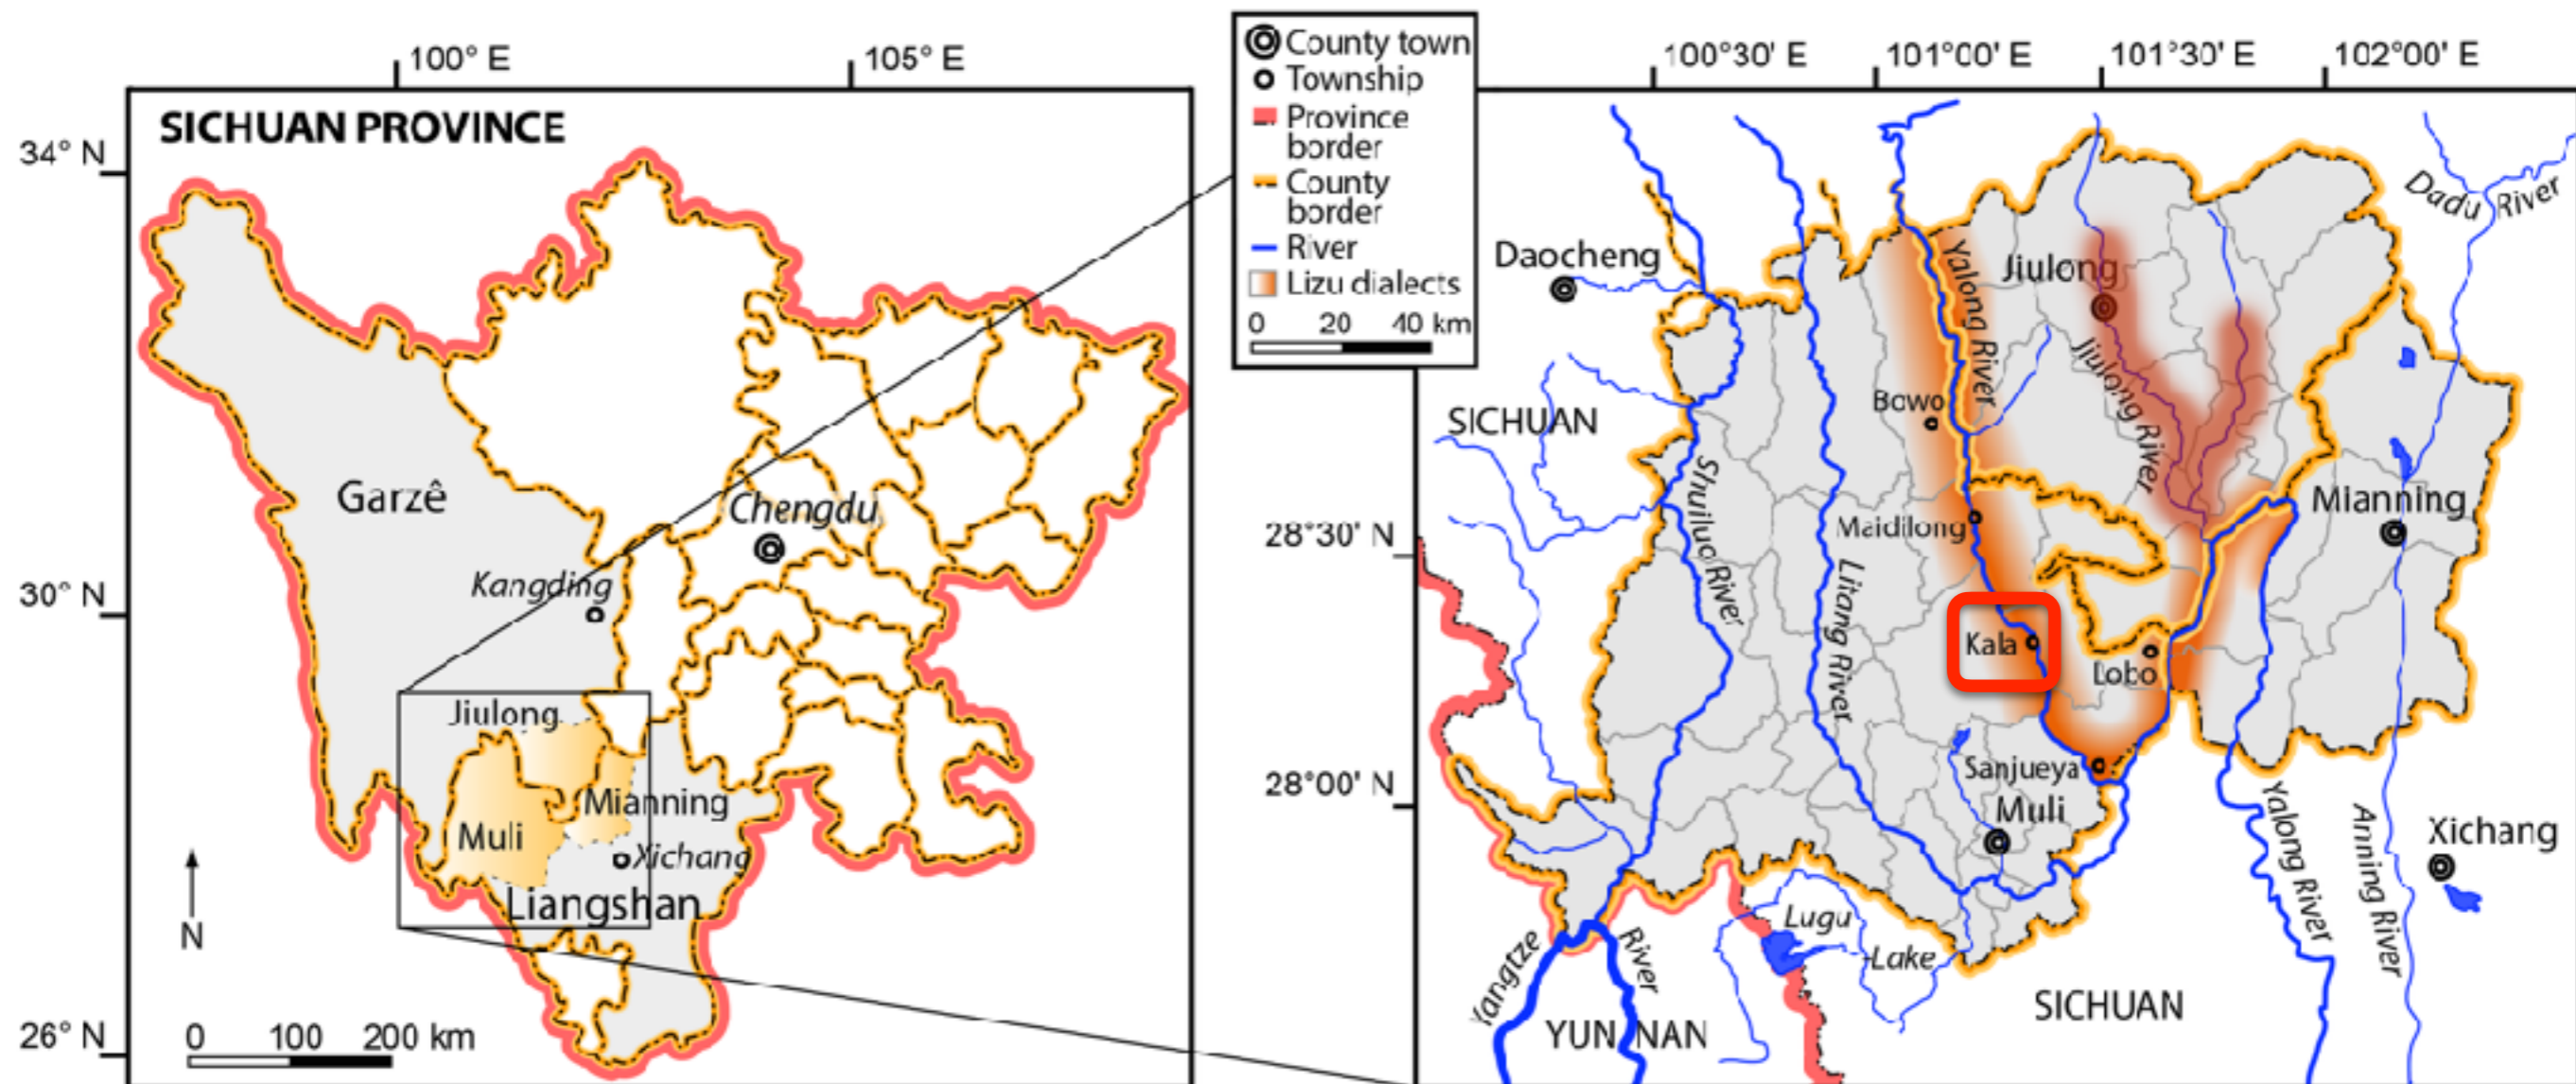 100° E
105° E
SICHUAN PROVINCE
34° N
30° N
26° N
Garzê
Chengdu
Kangding
Jiulong
Mianning
Muli
Xichang
Liangshan
N
0 100 200 km
County town
Township
Province
border
County
border
River
Lizu dialects
0 20 40 km
100°30' E
101°00' E
101°30' E
102°00' E
28°30' N
28°00' N
Dadu River
Daocheng
Yalong River
Jiulong
Jiulong River
Bowo
SICHUAN
Shuiluo River
Mianning
Maidilong
Litang River
Kala
Lobo
Sanjueya
Muli
Yalong River
Anning River
Xichang
Lugu
Lake
Yangtze
River
YUNNAN
SICHUAN